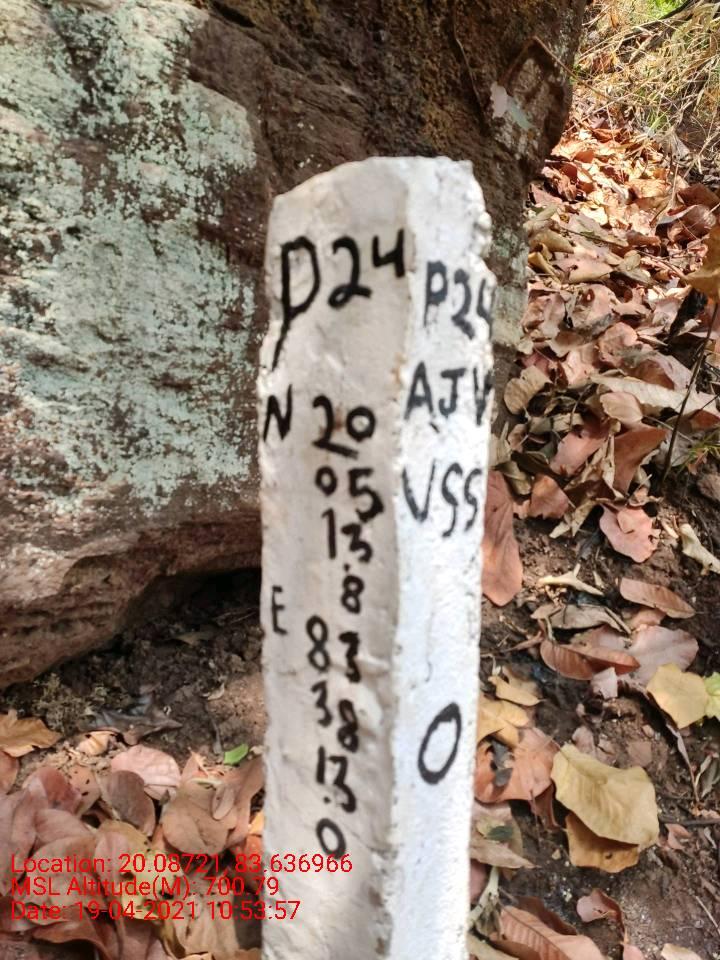 P24
N 20
05
13
.8
E 83
38
13
.0
P24
AJV
VSS
0
Location: 20.08721, 83.636966
MSL Altitude(M): 700.79
Date: 19-04-2021 10:53:57